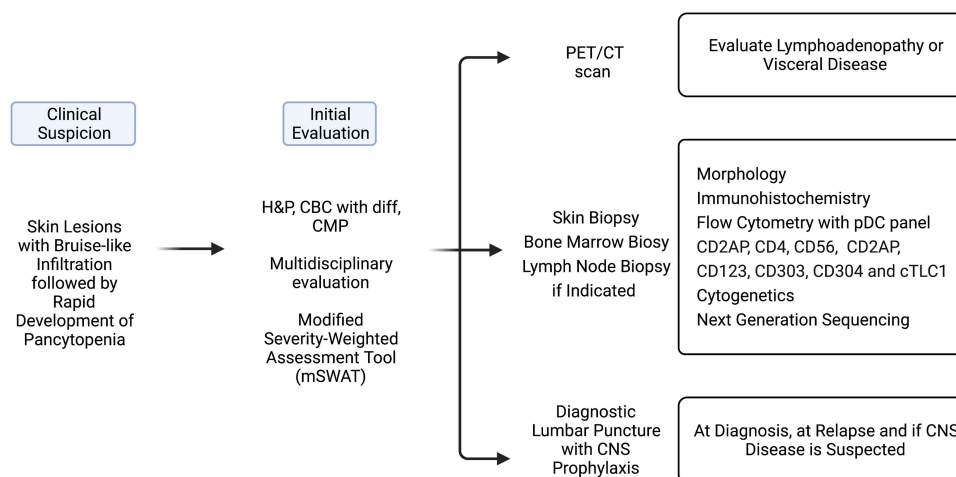 Clinical
Suspicion
Skin Lesions
with Bruise-like
Infiltration
followed by
Rapid
Development of
Pancytopenia
Initial
Evaluation
H&P, CBC with diff,
CMP
Multidisciplinary
evaluation
Modified
Severity-Weighted
Assessment Tool
(mSWAT)
PET/CT
scan
Evaluate Lymphoadenopathy or
Visceral Disease
Skin Biopsy
Bone Marrow Biosy
Lymph Node Biopsy
if Indicated
Morphology
Immunohistochemistry
Flow Cytometry with pDC panel
CD2AP, CD4, CD56, CD2AP,
CD123, CD303, CD304 and cTLC1
Cytogenetics
Next Generation Sequencing
Diagnostic
Lumbar Puncture
with CNS
Prophylaxis
At Diagnosis, at Relapse and if CNS
Disease is Suspected